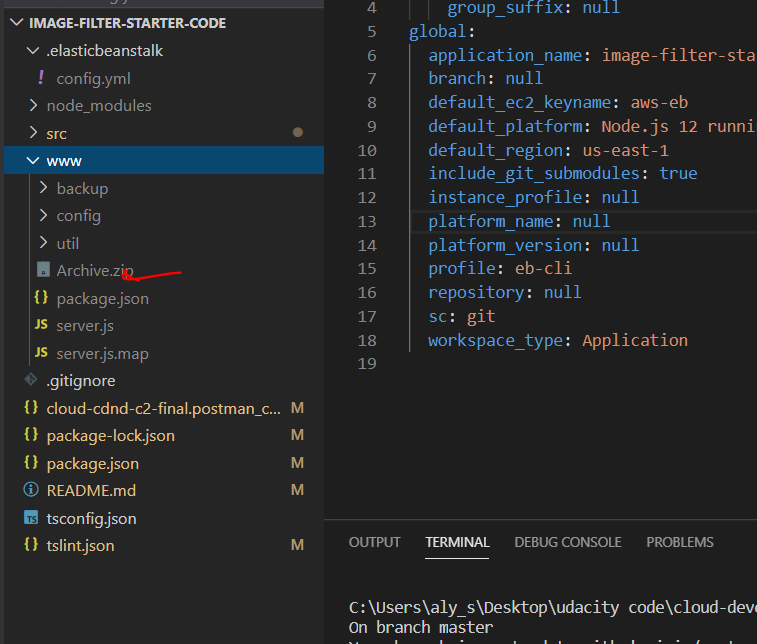 IMAGE-FILTER-STARTER-CODE
.elasticbeanstalk
! config.yml
node_modules
src
www
backup
config
util
Archive.zip
{} package.json
JS server.js
JS server.js.map
.gitignore
{} cloud-cdnd-c2-final.postman_c... M
{} package-lock.json M
{} package.json M
README.md M
TS tsconfig.json
{} tslint.json M
4 group_suffix: null
5 global:
6 application_name: image-filter-sta
7 branch: null
8 default_ec2_keyname: aws-eb
9 default_platform: Node.js 12 runni
10 default_region: us-east-1
11 include_git_submodules: true
12 instance_profile: null
13 platform_name: null
14 platform_version: null
15 profile: eb-cli
16 repository: null
17 sc: git
18 workspace_type: Application
19
OUTPUT TERMINAL DEBUG CONSOLE PROBLEMS
C:\Users\aly_s\Desktop\udacity code\cloud-deve
On branch master